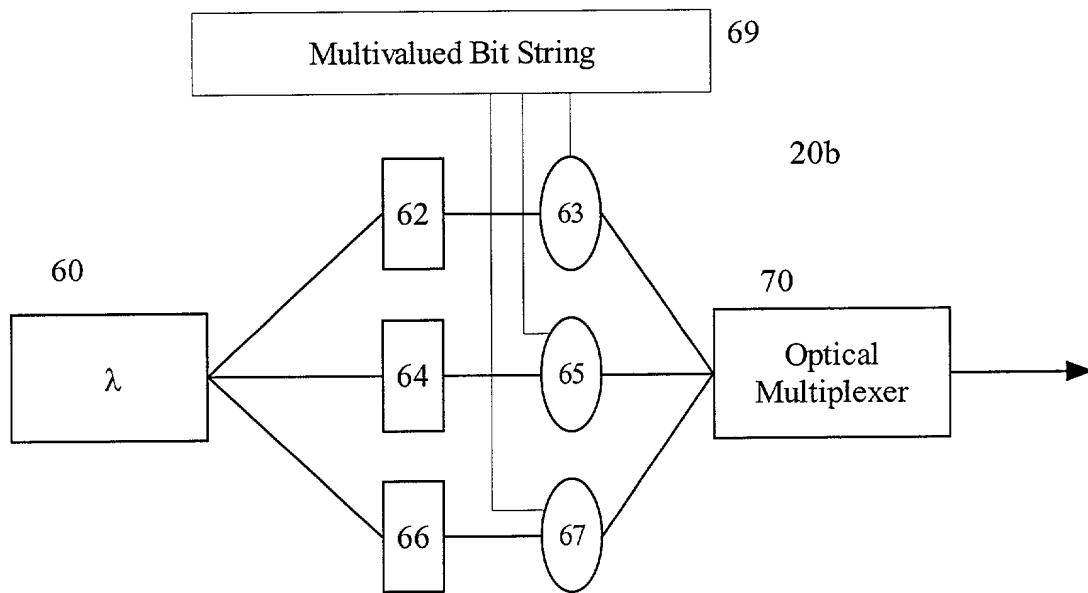 Multivalued Bit String
69
20b
62
63
60
70
λ
64
65
Optical
Multiplexer
66
67